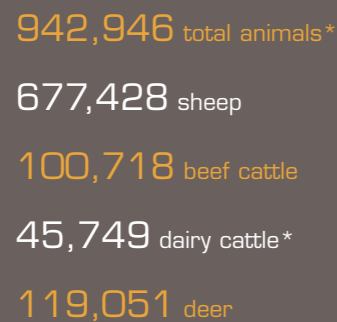 942,946 total animals*
677,428 sheep
100,718 beef cattle
45,749 dairy cattle*
119,051 deer